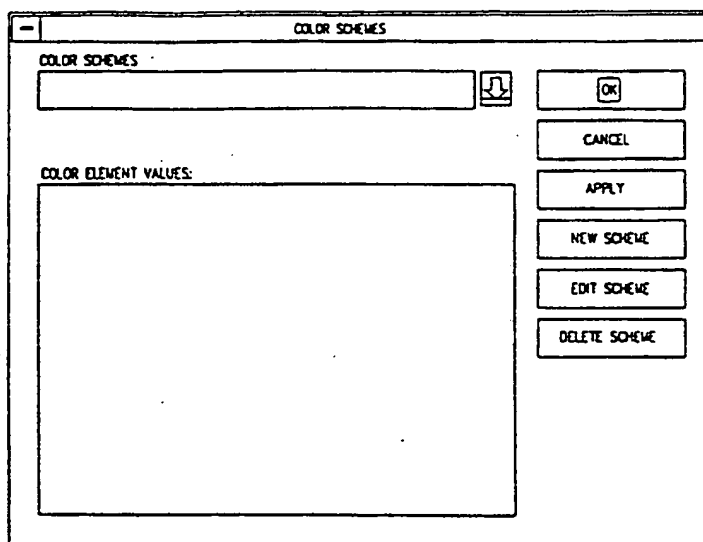 COLOR SCHEMES
COLOR SCHEMES
OK
CANCEL
COLOR ELEMENT VALUES:
APPLY
NEW SCHEME
EDIT SCHEME
DELETE SCHEME